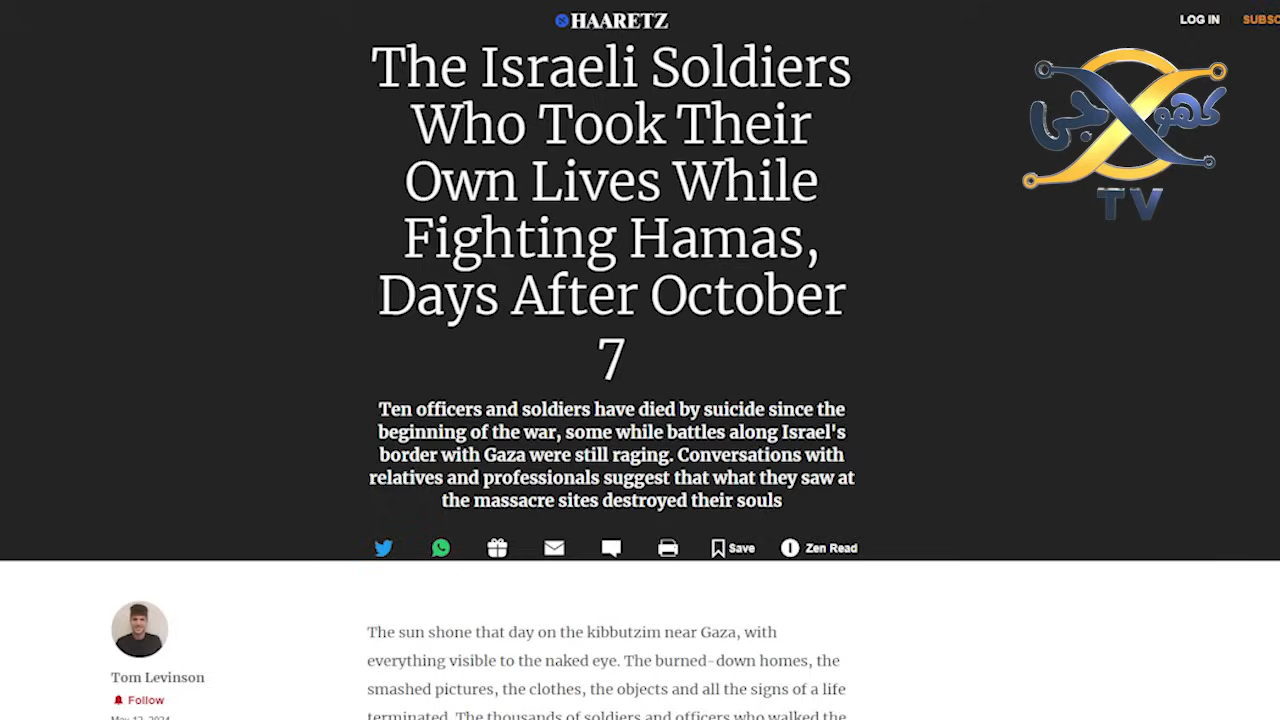 HAARETZ
LOG IN
SUBSC
The Israeli Soldiers
Who Took Their
Own Lives While
Fighting Hamas,
Days After October
7
کھوجی
TV
Ten officers and soldiers have died by suicide since the
beginning of the war, some while battles along Israel's
border with Gaza were still raging. Conversations with
relatives and professionals suggest that what they saw at
the massacre sites destroyed their souls
Save
Zen Read
Tom Levinson
Follow
May 12, 2024
The sun shone that day on the kibbutzim near Gaza, with
everything visible to the naked eye. The burned-down homes, the
smashed pictures, the clothes, the objects and all the signs of a life
terminated. The thousands of soldiers and officers who walked the